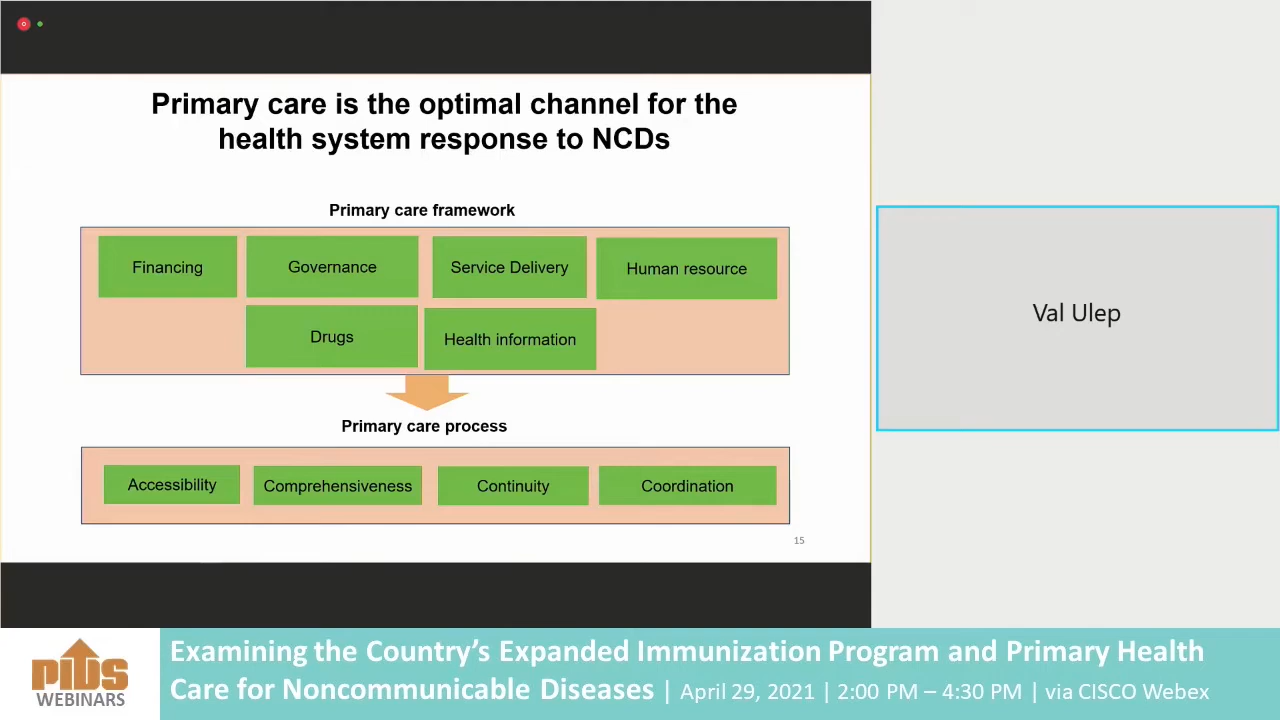 Primary care is the optimal channel for the
health system response to NCDs
Primary care framework
Financing
Governance
Service Delivery
Human resource
Drugs
Health information
Primary care process
Accessibility
Comprehensiveness
Continuity
Coordination
15
Val Ulep
PIDS
WEBINARS
Examining the Country’s Expanded Immunization Program and Primary Health
Care for Noncommunicable Diseases | April 29, 2021 | 2:00 PM – 4:30 PM | via CISCO Webex